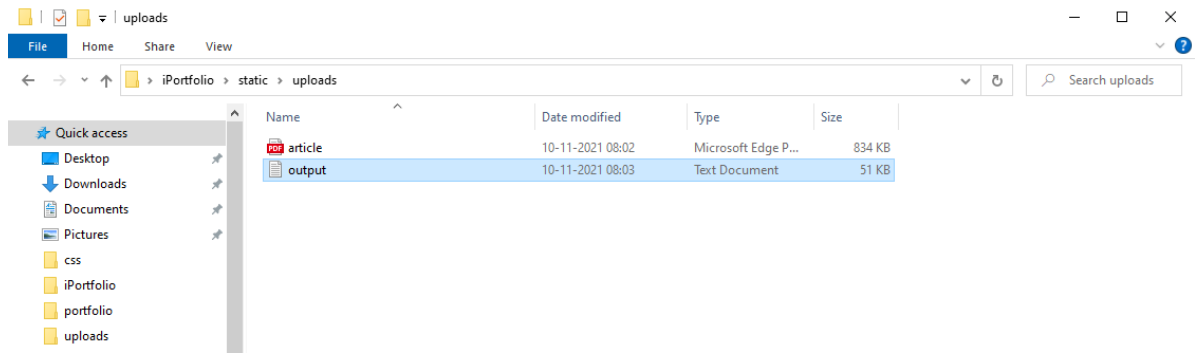 uploads
File Home Share View
iPortfolio static uploads
Search uploads
Quick access
Desktop
Downloads
Documents
Pictures
css
iPortfolio
portfolio
uploads
Name Date modified Type Size
PDF article 10-11-2021 08:02 Microsoft Edge P... 834 KB
output 10-11-2021 08:03 Text Document 51 KB